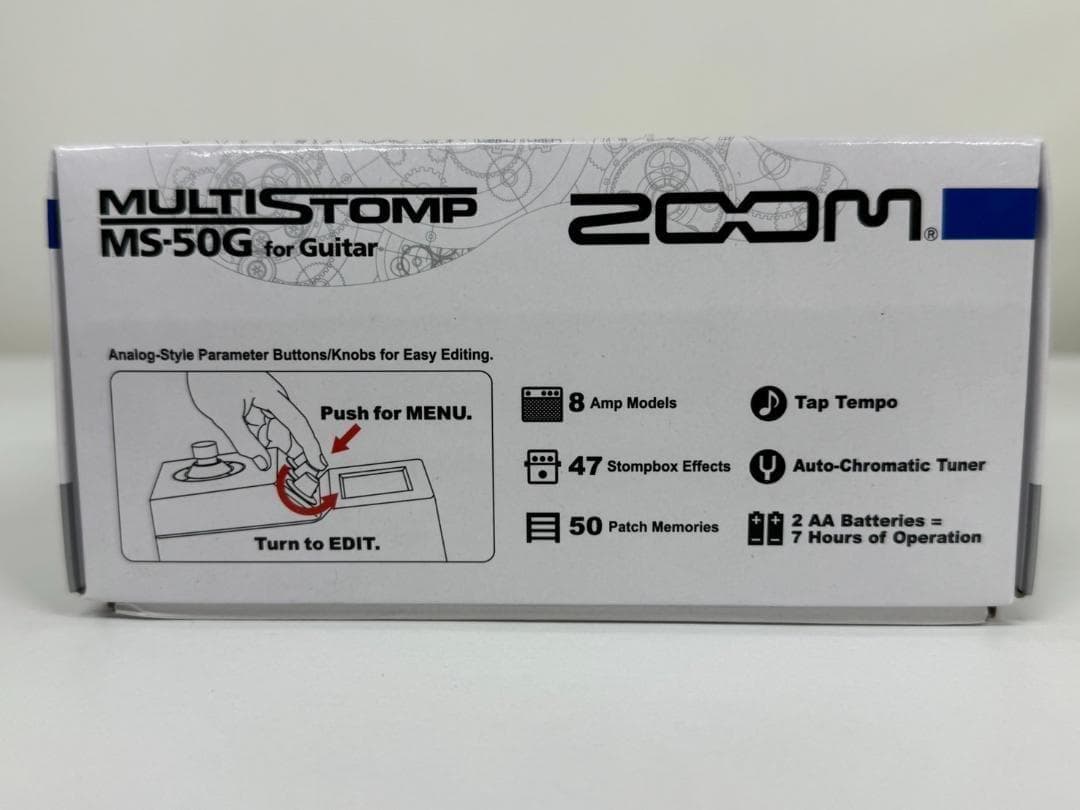 MULTISTOMP
MS-50G for Guitar
ZOOM®
Analog-Style Parameter Buttons/Knobs for Easy Editing.
Push for MENU.
Turn to EDIT.
8 Amp Models
47 Stompbox Effects
50 Patch Memories
Tap Tempo
Auto-Chromatic Tuner
2 AA Batteries =
7 Hours of Operation